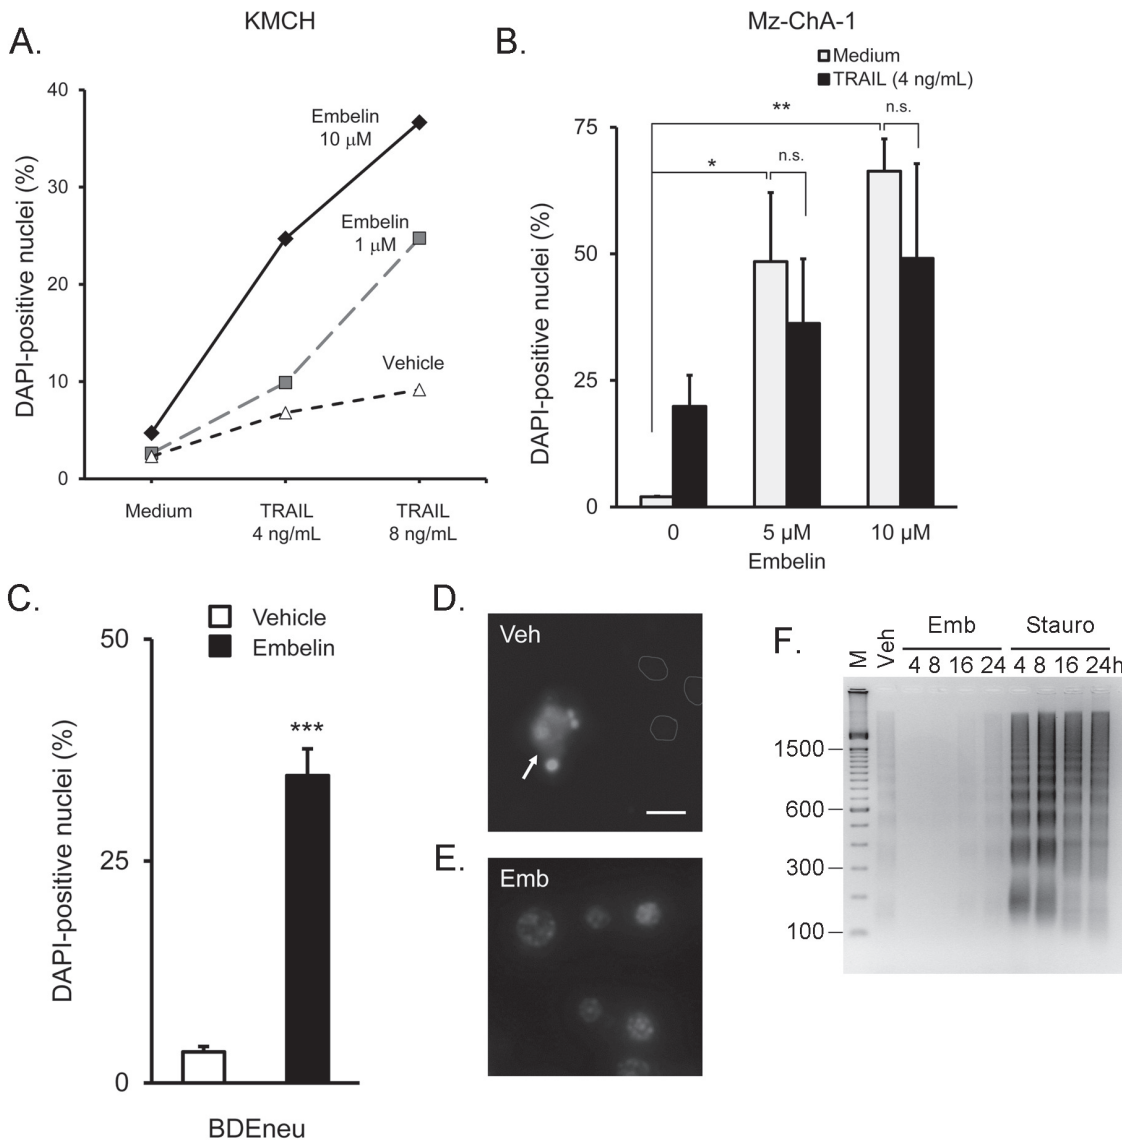 KMCH
A.
40
30
20
10
0
DAPI-positive nuclei (%)
Embelin
10 µM
Embelin
1 µM
Vehicle
Medium
TRAIL
4 ng/mL
TRAIL
8 ng/mL
Mz-ChA-1
B.
Medium
TRAIL (4 ng/mL)
75
50
25
0
DAPI-positive nuclei (%)
**
n.s.
*
n.s.
0
5 µM
10 µM
Embelin
C.
Vehicle
Embelin
50
25
0
DAPI-positive nuclei (%)
***
BDEneu
D.
Veh
E.
Emb
F.
M
Veh
Emb
Stauro
4 8 16 24 4 8 16 24h
1500
600
300
100